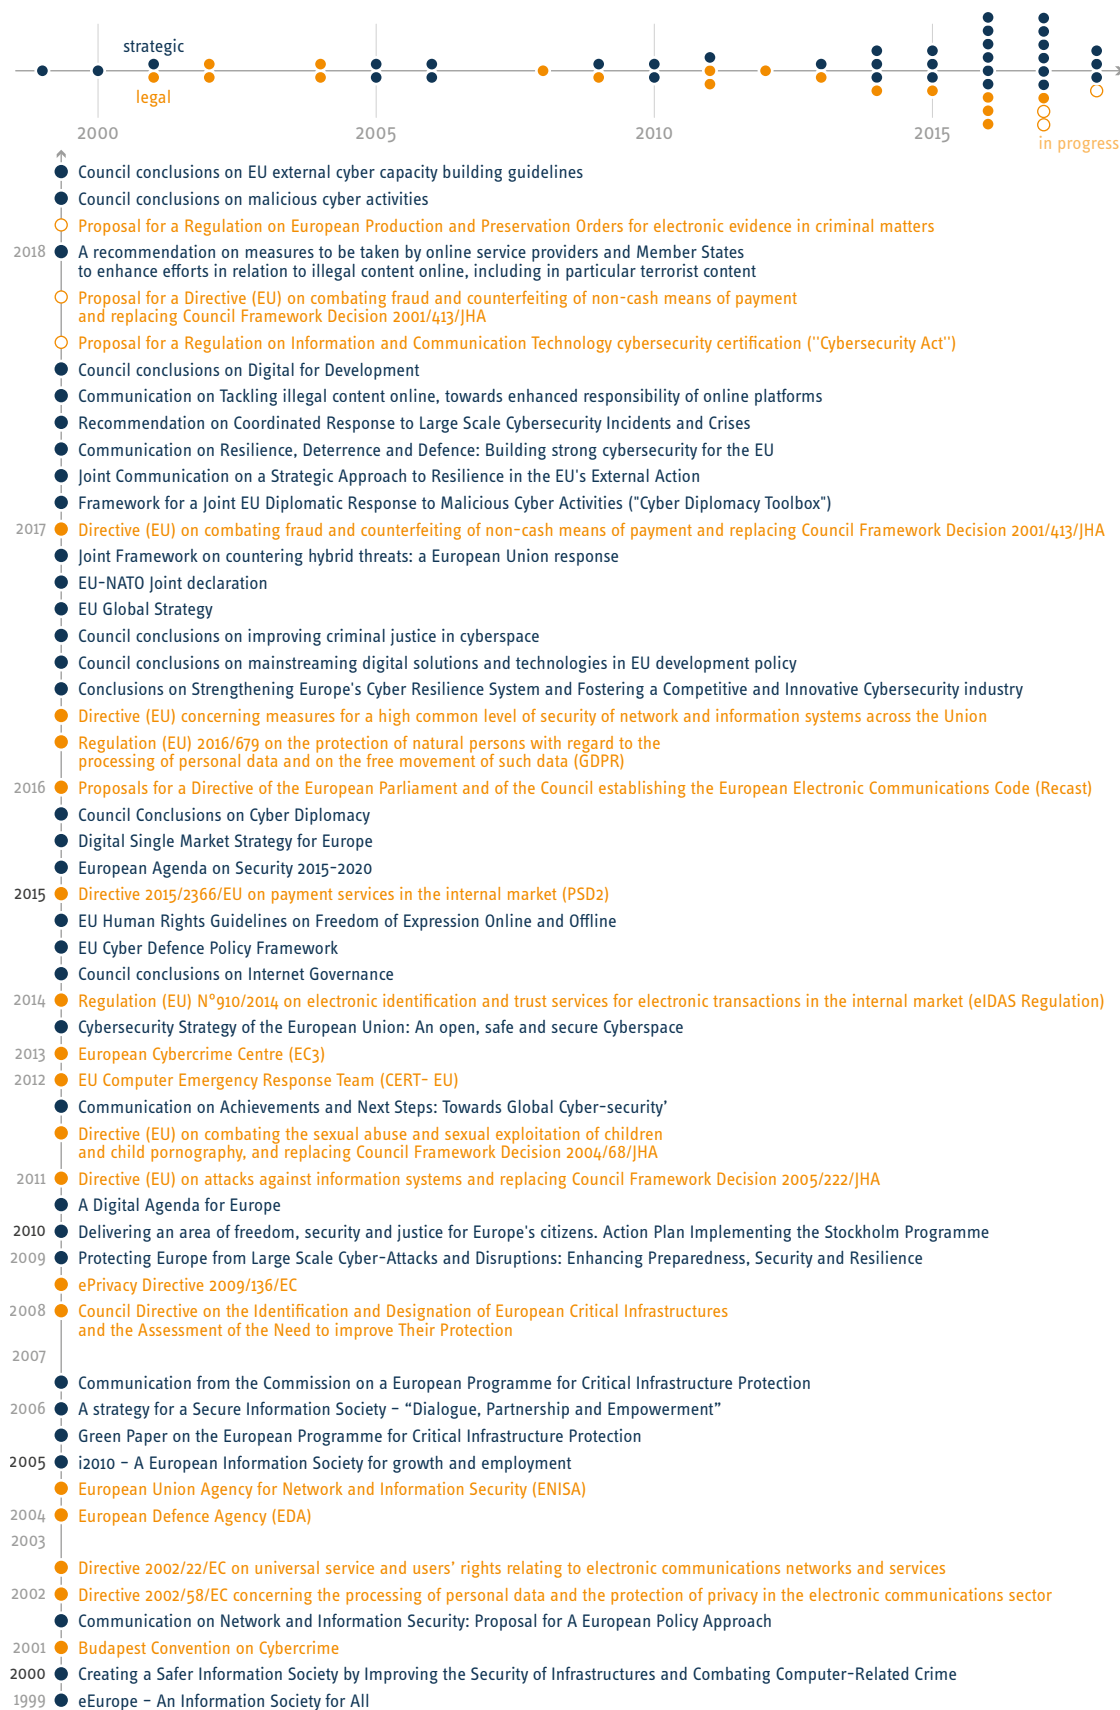 strategic
legal
2000
2005
2010
2015
in progress
Council conclusions on EU external cyber capacity building guidelines
Council conclusions on malicious cyber activities
Proposal for a Regulation on European Production and Preservation Orders for electronic evidence in criminal matters
2018 A recommendation on measures to be taken by online service providers and Member States
to enhance efforts in relation to illegal content online, including in particular terrorist content
Proposal for a Directive (EU) on combating fraud and counterfeiting of non-cash means of payment
and replacing Council Framework Decision 2001/413/JHA
Proposal for a Regulation on Information and Communication Technology cybersecurity certification (''Cybersecurity Act'')
Council conclusions on Digital for Development
Communication on Tackling illegal content online, towards enhanced responsibility of online platforms
Recommendation on Coordinated Response to Large Scale Cybersecurity Incidents and Crises
Communication on Resilience, Deterrence and Defence: Building strong cybersecurity for the EU
Joint Communication on a Strategic Approach to Resilience in the EU's External Action
Framework for a Joint EU Diplomatic Response to Malicious Cyber Activities ("Cyber Diplomacy Toolbox")
2017 Directive (EU) on combating fraud and counterfeiting of non-cash means of payment and replacing Council Framework Decision 2001/413/JHA
Joint Framework on countering hybrid threats: a European Union response
EU-NATO Joint declaration
EU Global Strategy
Council conclusions on improving criminal justice in cyberspace
Council conclusions on mainstreaming digital solutions and technologies in EU development policy
Conclusions on Strengthening Europe's Cyber Resilience System and Fostering a Competitive and Innovative Cybersecurity industry
Directive (EU) concerning measures for a high common level of security of network and information systems across the Union
Regulation (EU) 2016/679 on the protection of natural persons with regard to the
processing of personal data and on the free movement of such data (GDPR)
2016 Proposals for a Directive of the European Parliament and of the Council establishing the European Electronic Communications Code (Recast)
Council Conclusions on Cyber Diplomacy
Digital Single Market Strategy for Europe
European Agenda on Security 2015-2020
2015 Directive 2015/2366/EU on payment services in the internal market (PSD2)
EU Human Rights Guidelines on Freedom of Expression Online and Offline
EU Cyber Defence Policy Framework
Council conclusions on Internet Governance
2014 Regulation (EU) N°910/2014 on electronic identification and trust services for electronic transactions in the internal market (eIDAS Regulation)
Cybersecurity Strategy of the European Union: An open, safe and secure Cyberspace
2013 European Cybercrime Centre (EC3)
2012 EU Computer Emergency Response Team (CERT- EU)
Communication on Achievements and Next Steps: Towards Global Cyber-security’
Directive (EU) on combating the sexual abuse and sexual exploitation of children
and child pornography, and replacing Council Framework Decision 2004/68/JHA
2011 Directive (EU) on attacks against information systems and replacing Council Framework Decision 2005/222/JHA
A Digital Agenda for Europe
2010 Delivering an area of freedom, security and justice for Europe's citizens. Action Plan Implementing the Stockholm Programme
2009 Protecting Europe from Large Scale Cyber-Attacks and Disruptions: Enhancing Preparedness, Security and Resilience
ePrivacy Directive 2009/136/EC
2008 Council Directive on the Identification and Designation of European Critical Infrastructures
and the Assessment of the Need to improve Their Protection
2007
Communication from the Commission on a European Programme for Critical Infrastructure Protection
2006 A strategy for a Secure Information Society – “Dialogue, Partnership and Empowerment”
Green Paper on the European Programme for Critical Infrastructure Protection
2005 i2010 – A European Information Society for growth and employment
European Union Agency for Network and Information Security (ENISA)
2004 European Defence Agency (EDA)
2003
Directive 2002/22/EC on universal service and users’ rights relating to electronic communications networks and services
2002 Directive 2002/58/EC concerning the processing of personal data and the protection of privacy in the electronic communications sector
Communication on Network and Information Security: Proposal for A European Policy Approach
2001 Budapest Convention on Cybercrime
2000 Creating a Safer Information Society by Improving the Security of Infrastructures and Combating Computer-Related Crime
1999 eEurope – An Information Society for All